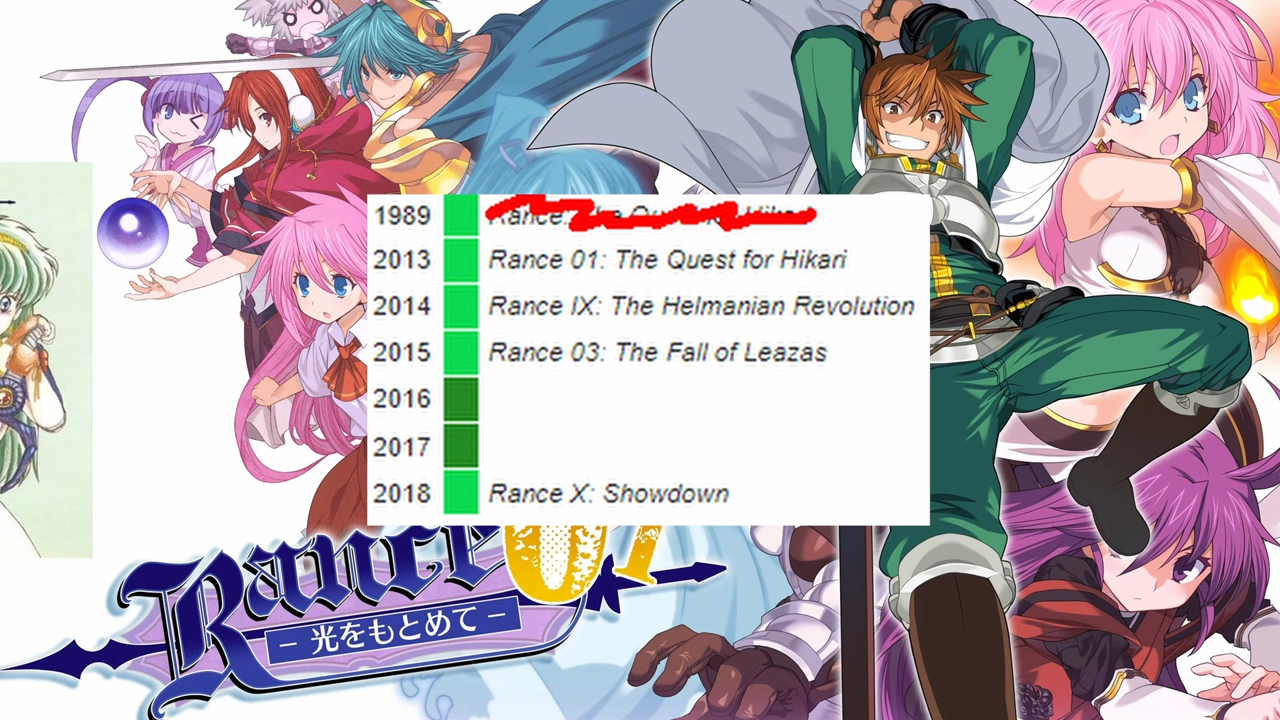 1989
2013 Rance 01: The Quest for Hikari
2014 Rance IX: The Helmanian Revolution
2015 Rance 03: The Fall of Leazas
2016
2017
2018 Rance X: Showdown
Rance 01
－光をもとめて－